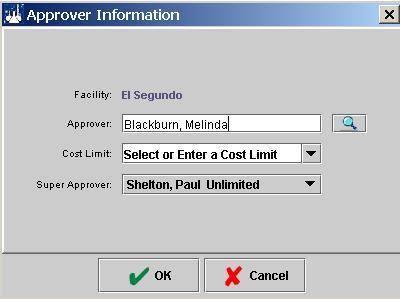 Approver Information
Facility: El Segundo
Approver: Blackburn, Melinda
Cost Limit: Select or Enter a Cost Limit
Super Approver: Shelton, Paul Unlimited
OK Cancel